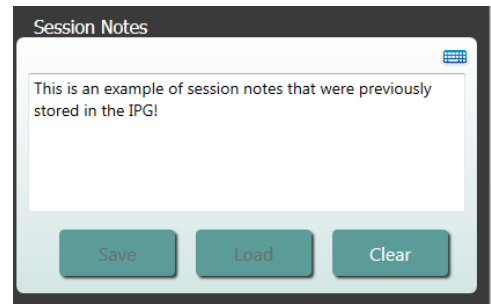 Session Notes
This is an example of session notes that were previously
stored in the IPG!
Save
Load
Clear